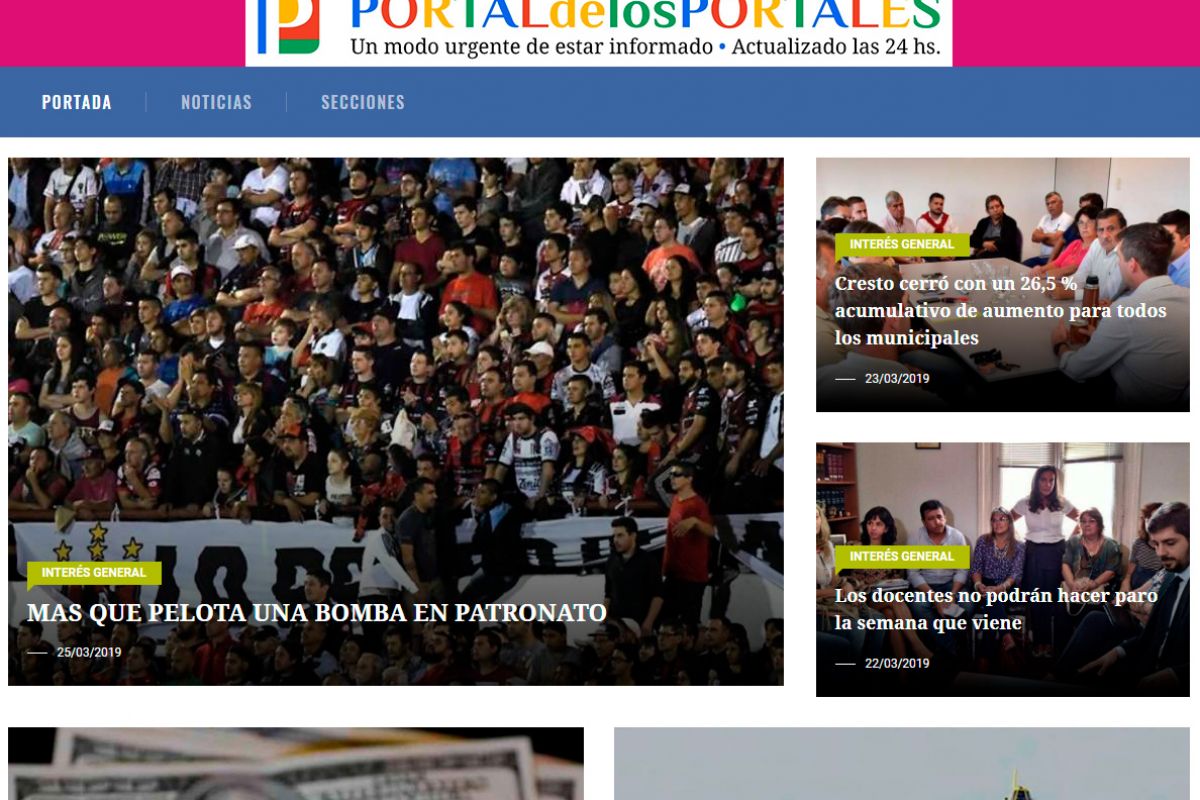 PORTALdelosPORTALES
Un modo urgente de estar informado • Actualizado las 24 hs.
PORTADA
NOTICIAS
SECCIONES
INTERÉS GENERAL
MAS QUE PELOTA UNA BOMBA EN PATRONATO
25/03/2019
INTERÉS GENERAL
Cresto cerró con un 26,5 %
acumulativo de aumento para todos
los municipales
23/03/2019
INTERÉS GENERAL
Los docentes no podrán hacer paro
la semana que viene
22/03/2019